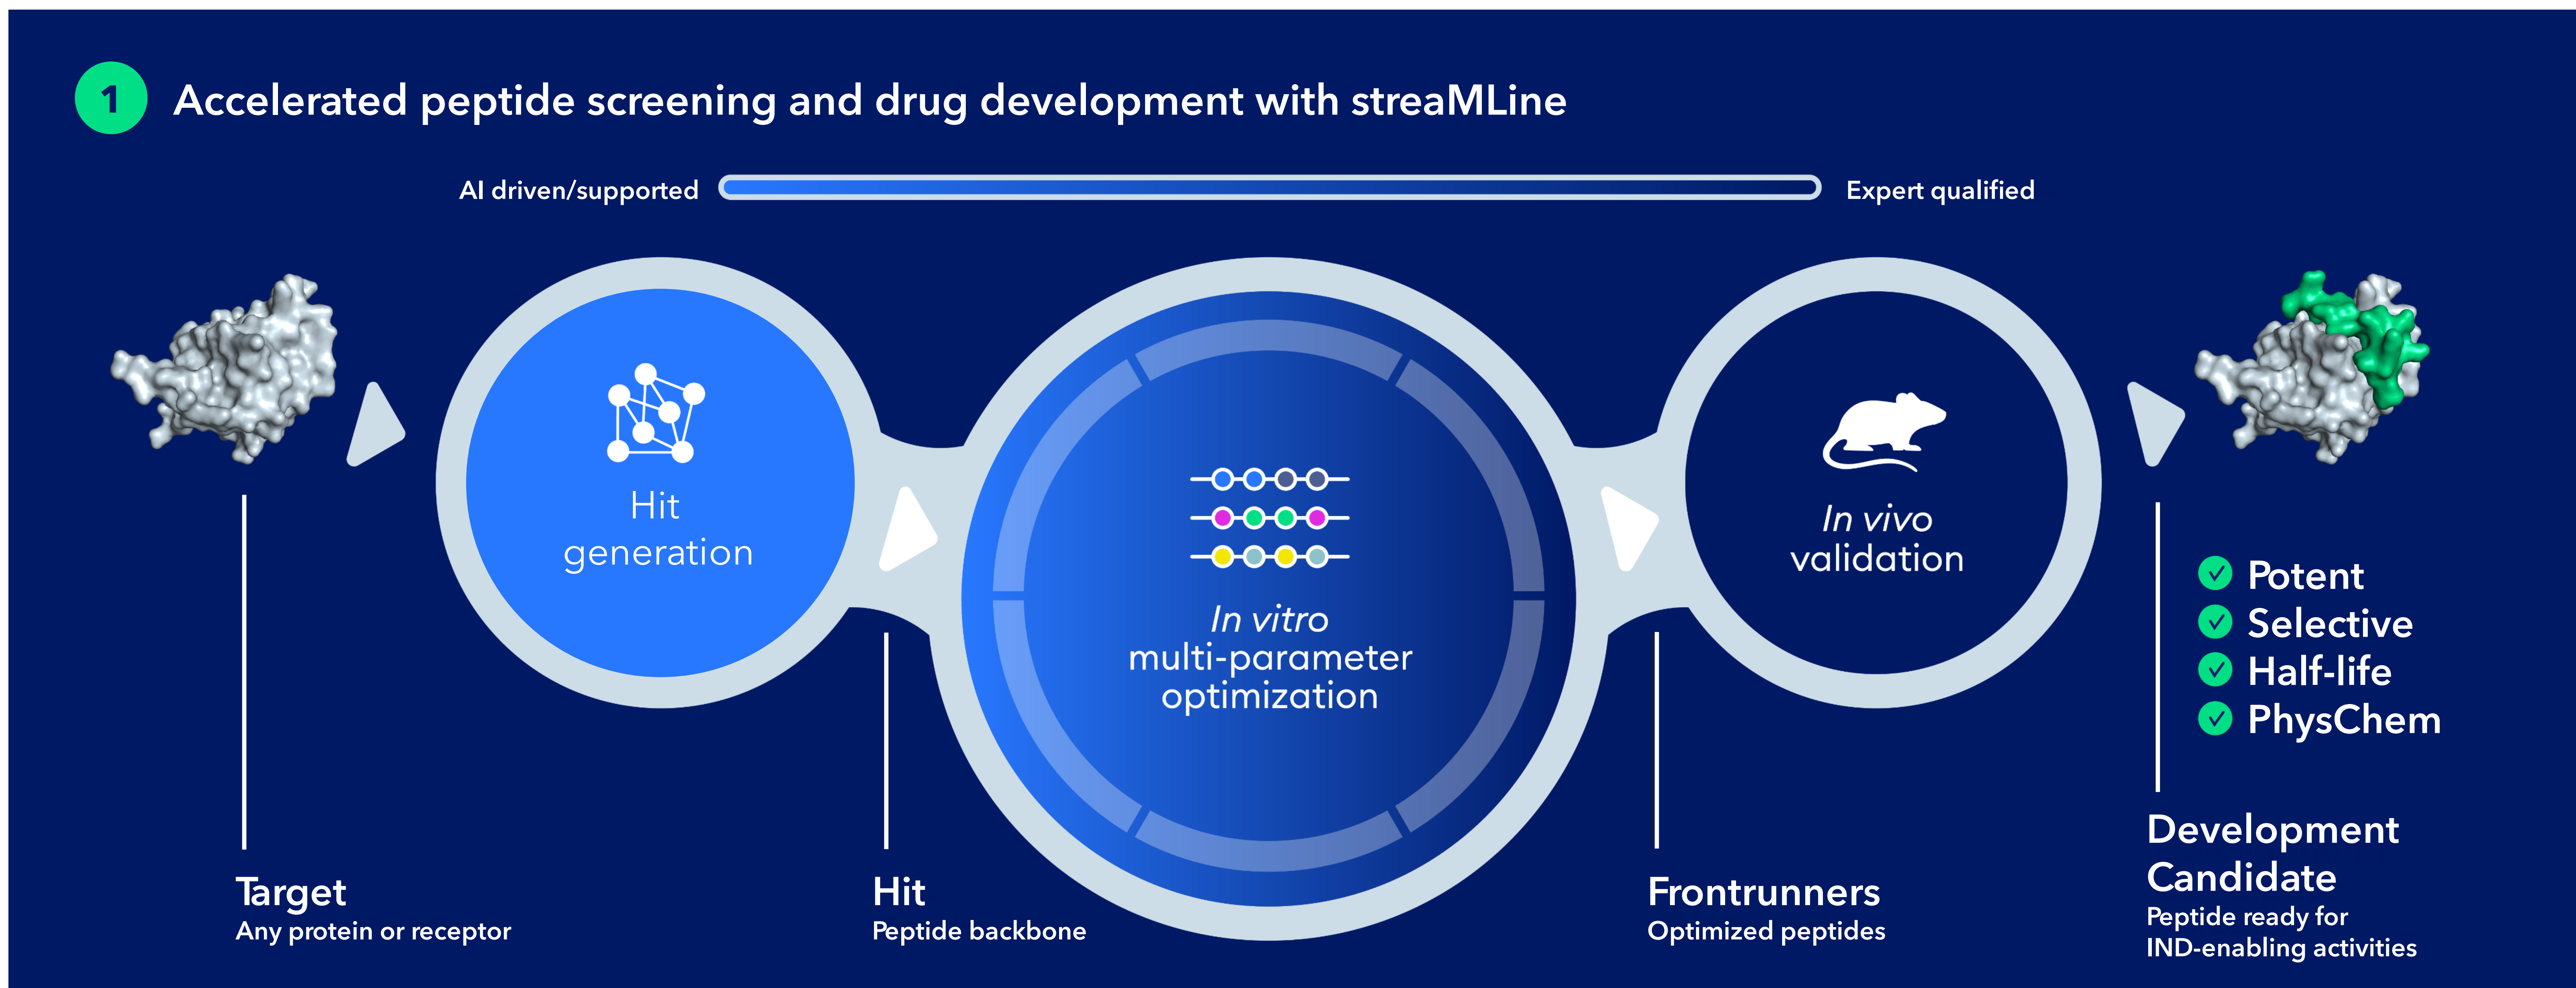 1
Accelerated peptide screening and drug development with streaMLine
AI driven/supported
Expert qualified
Hit
generation
In vitro
multi-parameter
optimization
In vivo
validation
Potent
Selective
Half-life
PhysChem
Target
Any protein or receptor
Hit
Peptide backbone
Frontrunners
Optimized peptides
Development
Candidate
Peptide ready for
IND-enabling activities